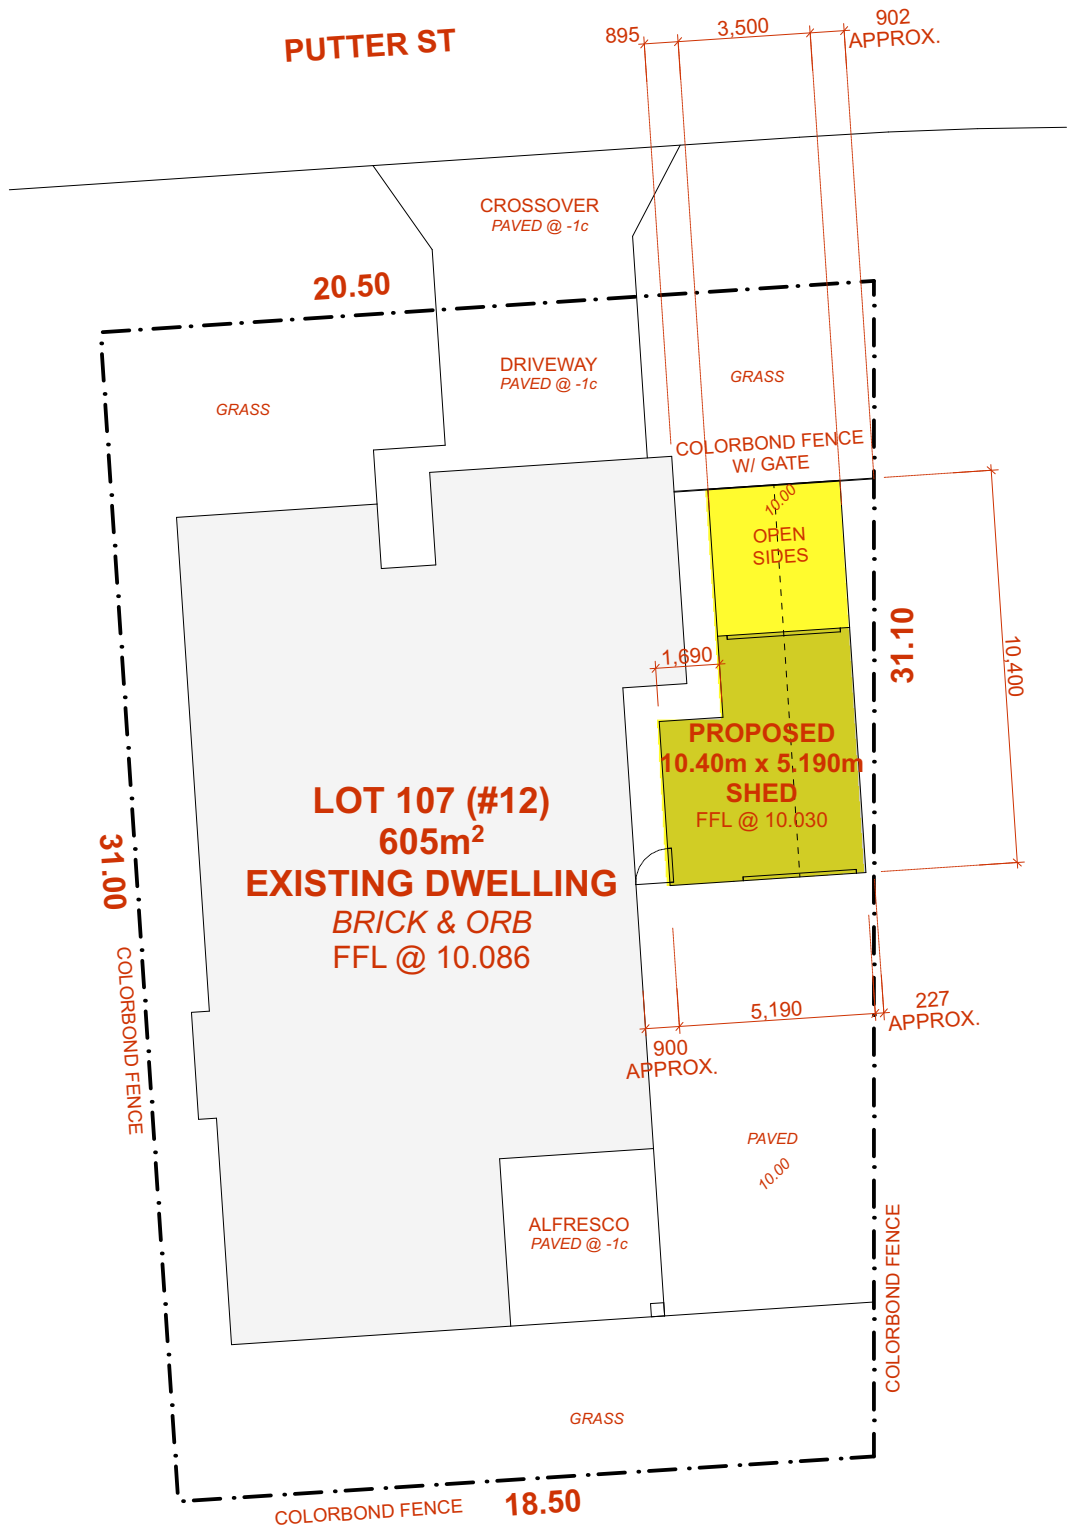 PUTTER ST
895
3,500
902
APPROX.
CROSSOVER
PAVED @ -1c
20.50
DRIVEWAY
PAVED @ -1c
GRASS
GRASS
COLORBOND FENCE
W/ GATE
10.00
OPEN
SIDES
31.10
10,400
1,690
PROPOSED
10.40m x 5.190m
SHED
FFL @ 10.030
LOT 107 (#12)
605m²
EXISTING DWELLING
BRICK & ORB
FFL @ 10.086
31.00
COLORBOND FENCE
5,190
227
APPROX.
900
APPROX.
PAVED
10.00
ALFRESCO
PAVED @ -1c
COLORBOND FENCE
GRASS
COLORBOND FENCE
18.50